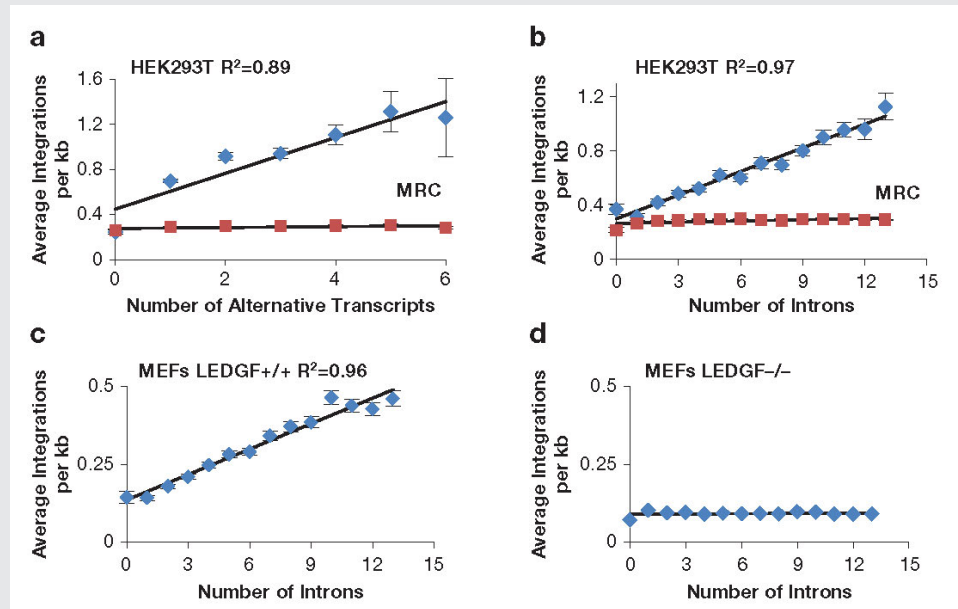 a
HEK293T R²=0.89
Average Integrations
per kb
1.6
1.2
0.8
0.4
0
MRC
0 2 4 6
Number of Alternative Transcripts
b
HEK293T R²=0.97
Average Integrations
per kb
1.2
0.8
0.4
0
MRC
0 3 6 9 12 15
Number of Introns
c
MEFs LEDGF+/+ R²=0.96
Average Integrations
per kb
0.5
0.25
0
0 3 6 9 12 15
Number of Introns
d
MEFs LEDGF–/–
Average Integrations
per kb
0.5
0.25
0
0 3 6 9 12 15
Number of Introns